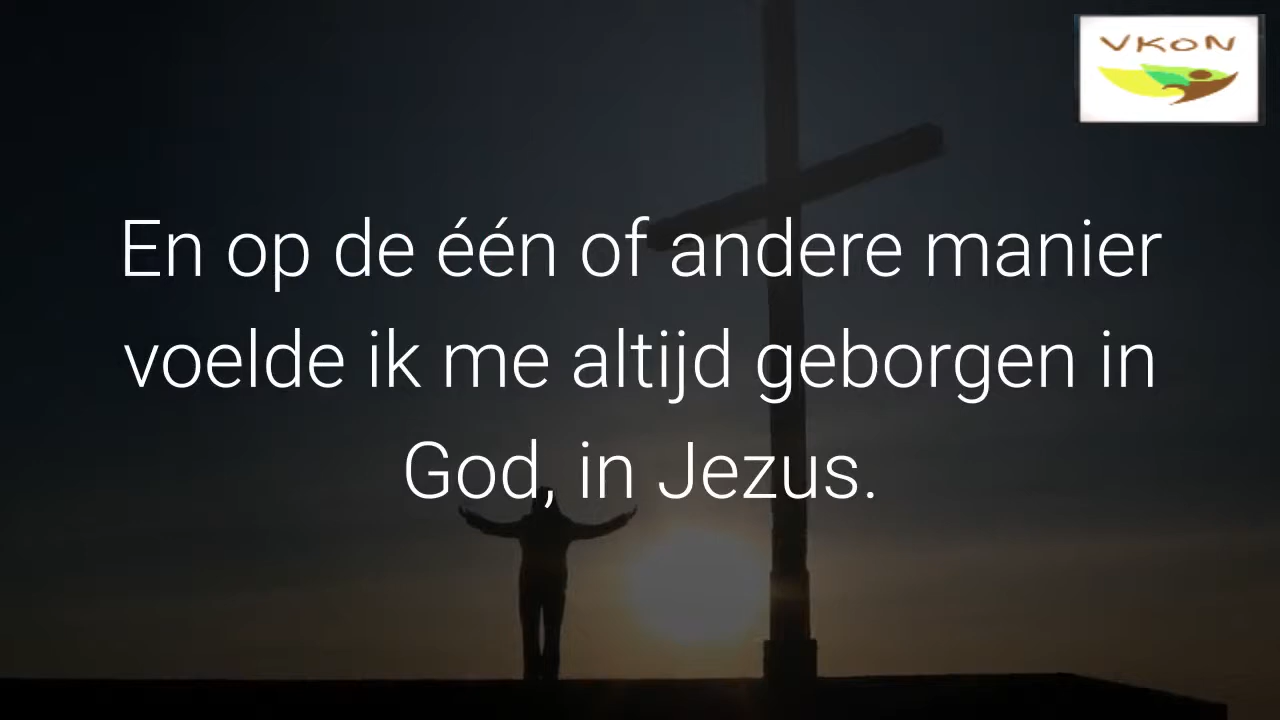 VKON
En op de één of andere manier
voelde ik me altijd geborgen in
God, in Jezus.